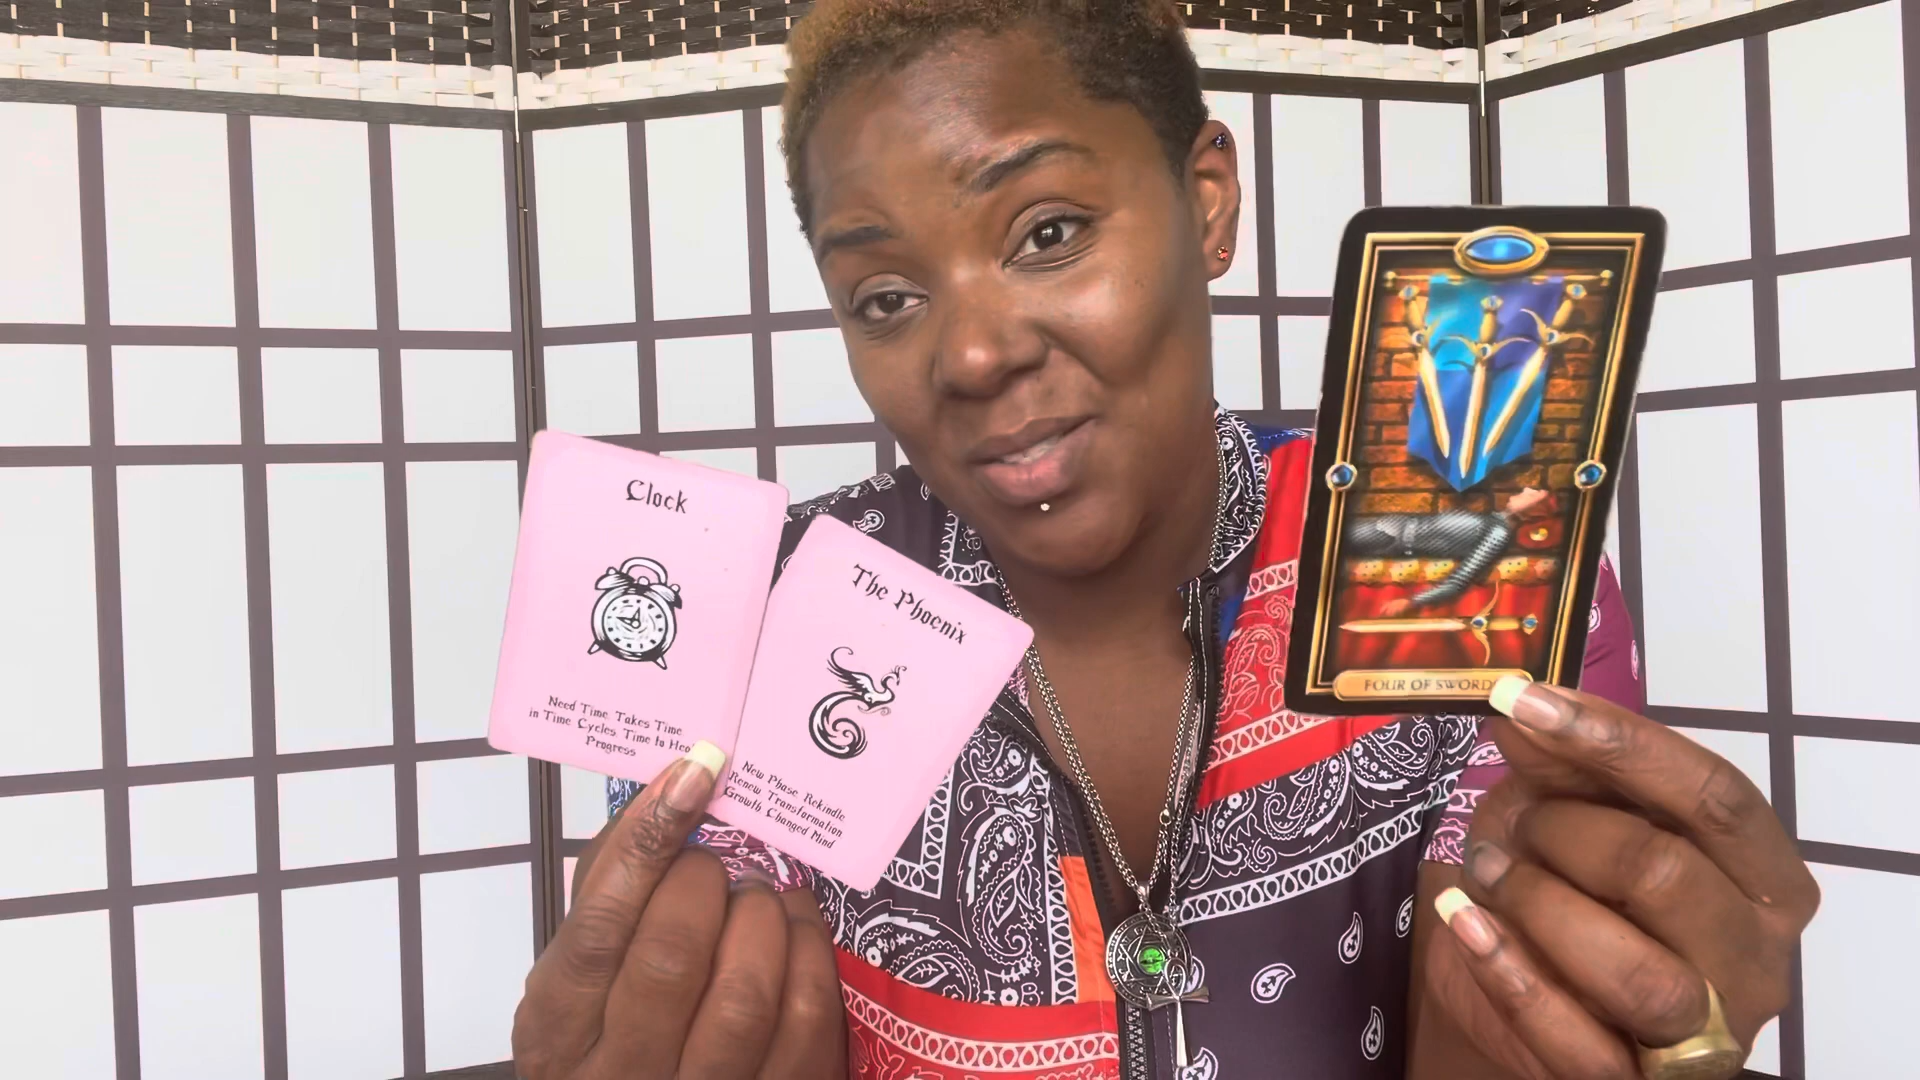 Clock
Need Time, Takes Time,
in Time, Cycles, Time to
Progress
The Phoenix
New Phase, Rekindle
Renew, Transformation
Growth, Changed Mind
FOUR OF SWORDS